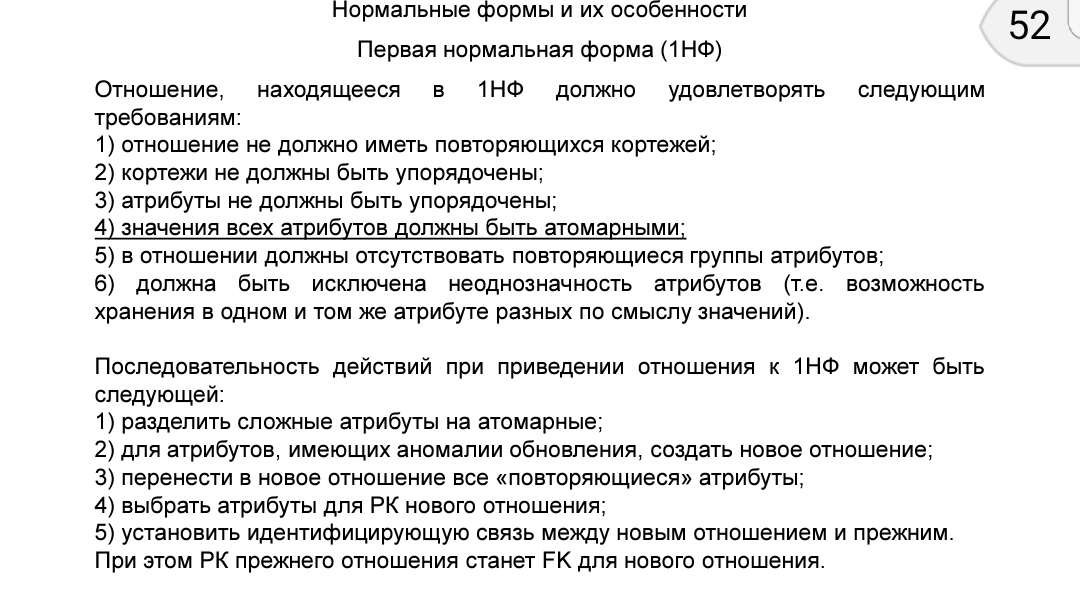 Нормальные формы и их особенности
52
Первая нормальная форма (1НФ)
Отношение, находящееся в 1НФ должно удовлетворять следующим
требованиям:
1) отношение не должно иметь повторяющихся кортежей;
2) кортежи не должны быть упорядочены;
3) атрибуты не должны быть упорядочены;
4) значения всех атрибутов должны быть атомарными;
5) в отношении должны отсутствовать повторяющиеся группы атрибутов;
6) должна быть исключена неоднозначность атрибутов (т.е. возможность
хранения в одном и том же атрибуте разных по смыслу значений).
Последовательность действий при приведении отношения к 1НФ может быть
следующей:
1) разделить сложные атрибуты на атомарные;
2) для атрибутов, имеющих аномалии обновления, создать новое отношение;
3) перенести в новое отношение все «повторяющиеся» атрибуты;
4) выбрать атрибуты для РК нового отношения;
5) установить идентифицирующую связь между новым отношением и прежним.
При этом РК прежнего отношения станет FK для нового отношения.